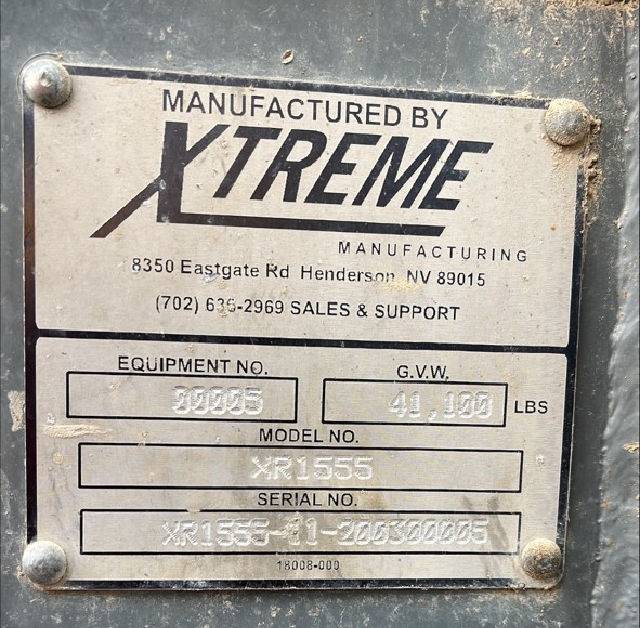 MANUFACTURED BY
XTREME
MANUFACTURING
8350 Eastgate Rd Henderson, NV 89015
(702) 636-2969 SALES & SUPPORT
EQUIPMENT NO.
G.V.W.
00005
41,100
LBS
MODEL NO.
XR1555
SERIAL NO.
18008-000